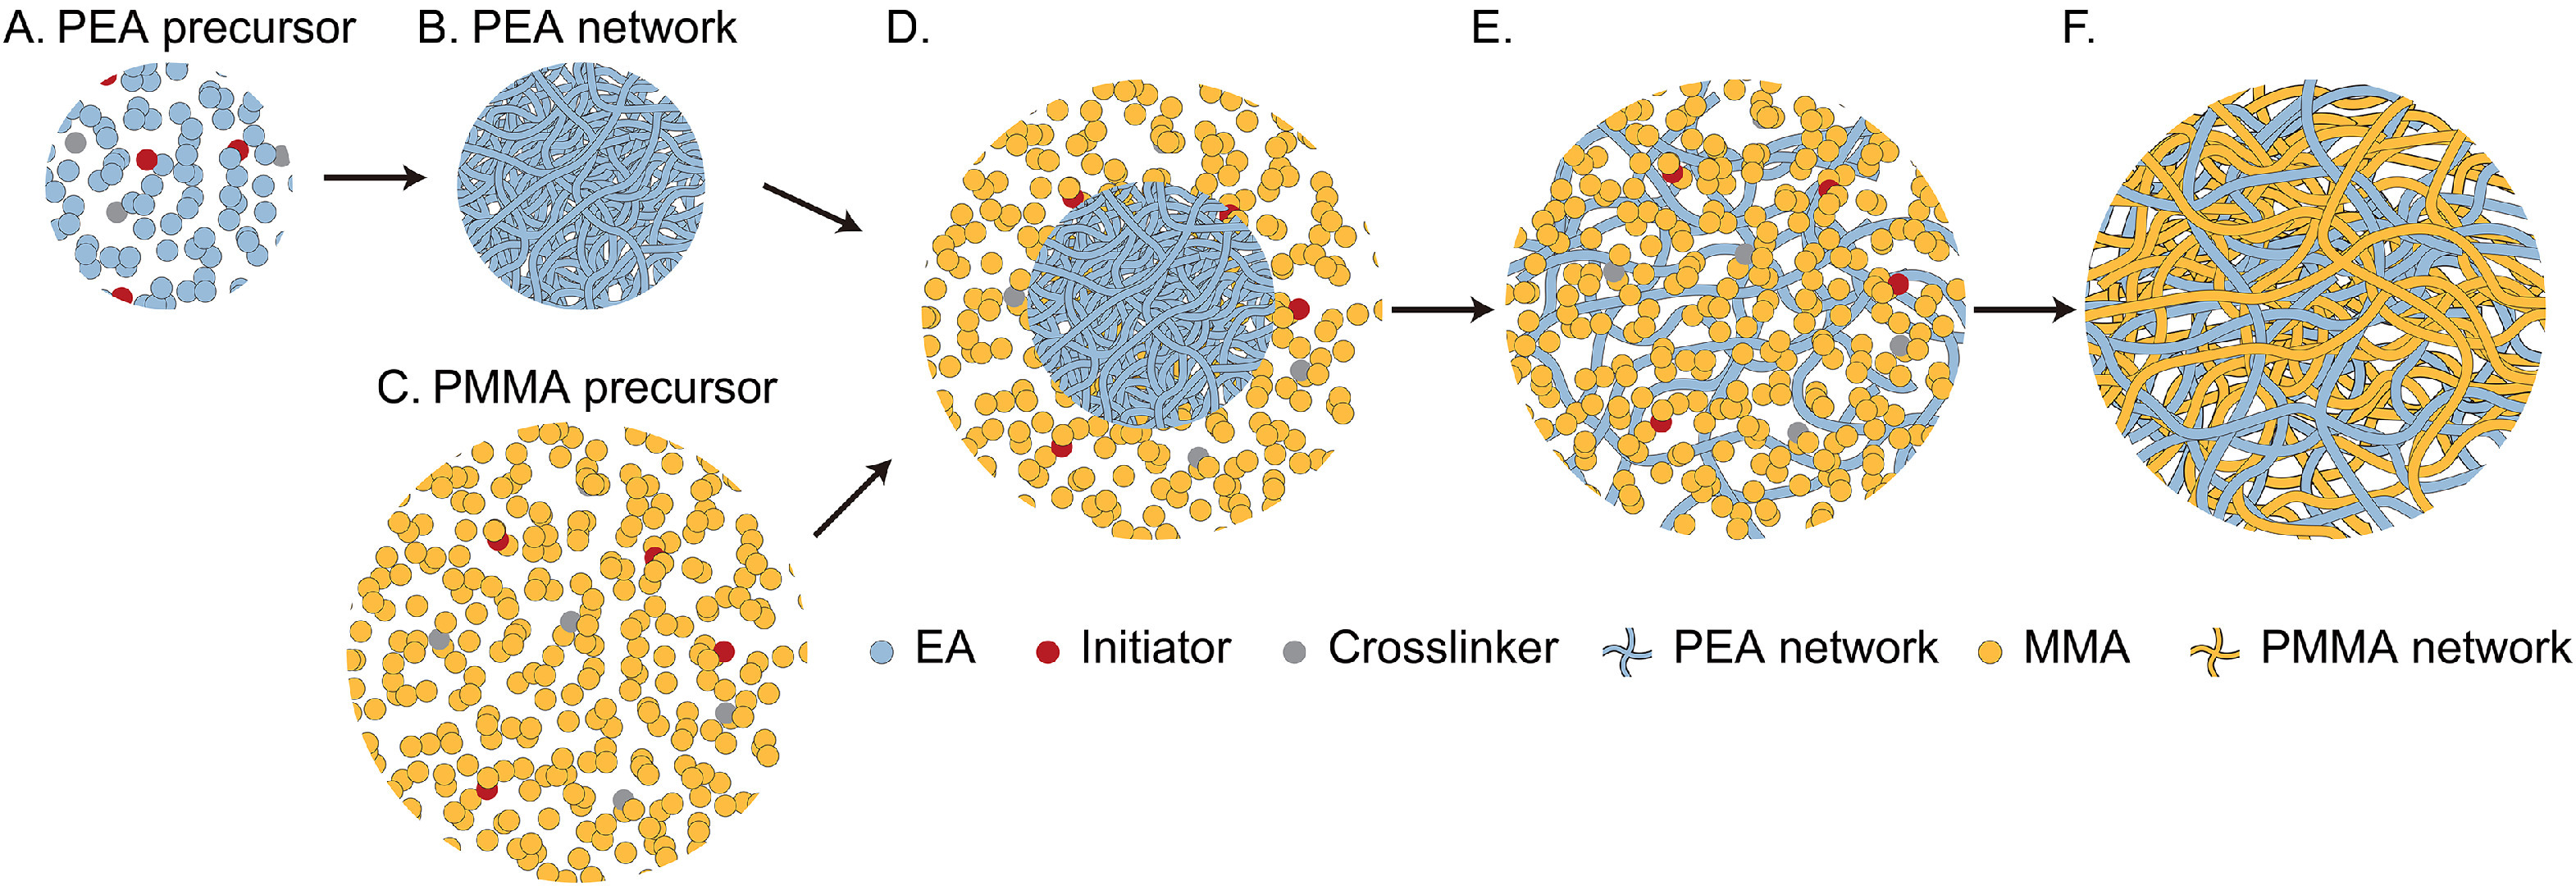 A. PEA precursor
B. PEA network
D.
E.
F.
C. PMMA precursor
EA
Initiator
Crosslinker
PEA network
MMA
PMMA network